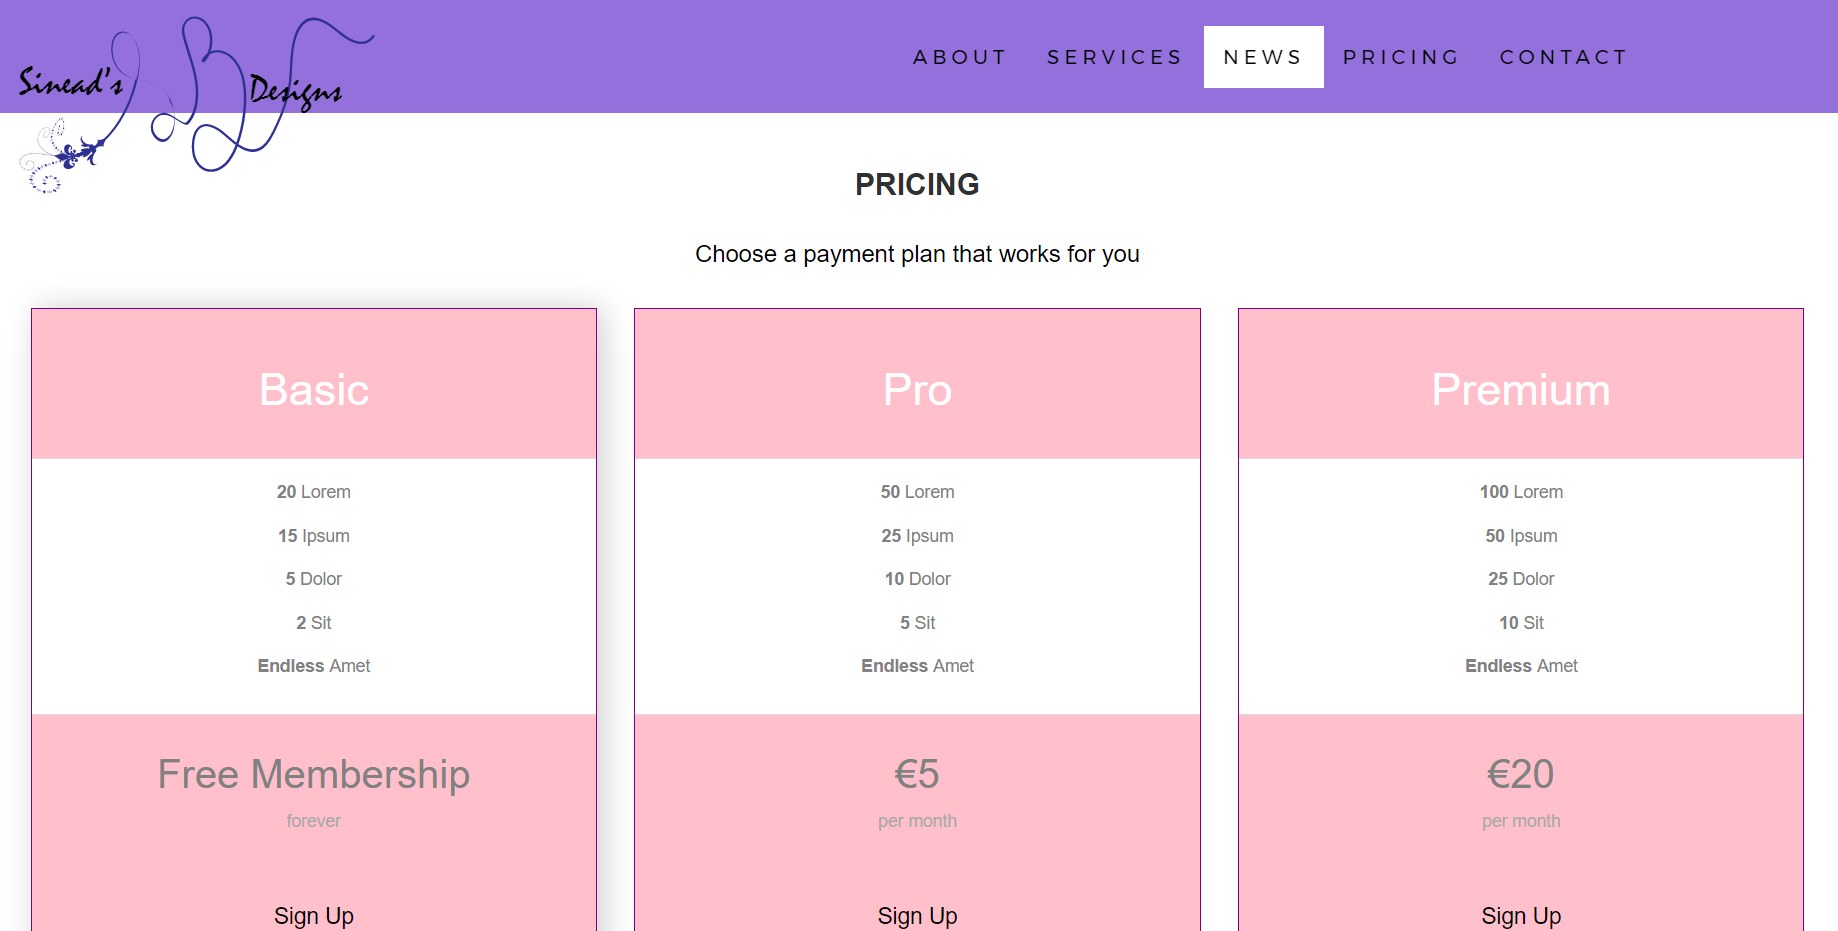 Sinead's Designs
ABOUT SERVICES NEWS PRICING CONTACT
PRICING
Choose a payment plan that works for you
Basic Pro Premium
20 Lorem 50 Lorem 100 Lorem
15 Ipsum 25 Ipsum 50 Ipsum
5 Dolor 10 Dolor 25 Dolor
2 Sit 5 Sit 10 Sit
Endless Amet Endless Amet Endless Amet
Free Membership €5 €20
forever per month per month
Sign Up Sign Up Sign Up